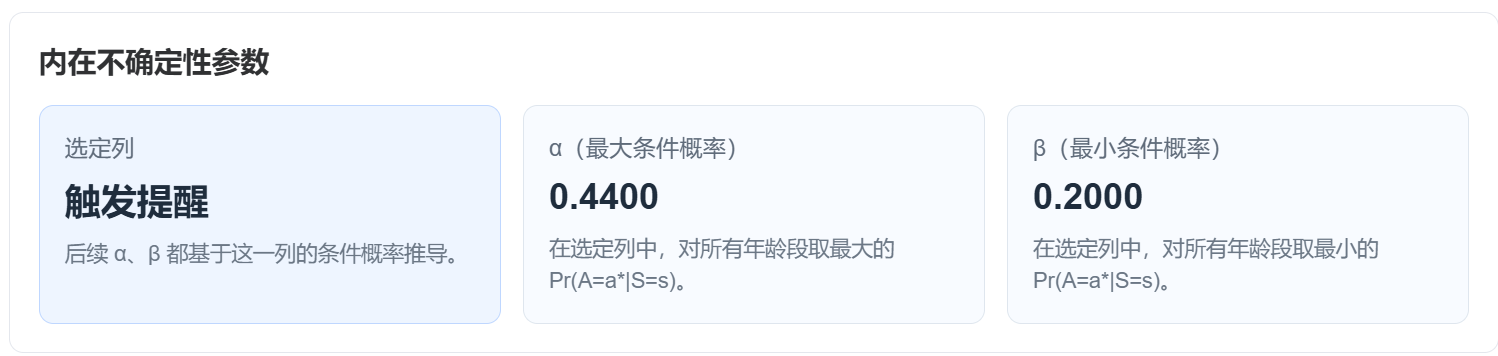 内在不确定性参数
选定列
触发提醒
后续 α、β 都基于这一列的条件概率推导。
α（最大条件概率）
0.4400
在选定列中，对所有年龄段取最大的
Pr(A=a*|S=s)。
β（最小条件概率）
0.2000
在选定列中，对所有年龄段取最小的
Pr(A=a*|S=s)。